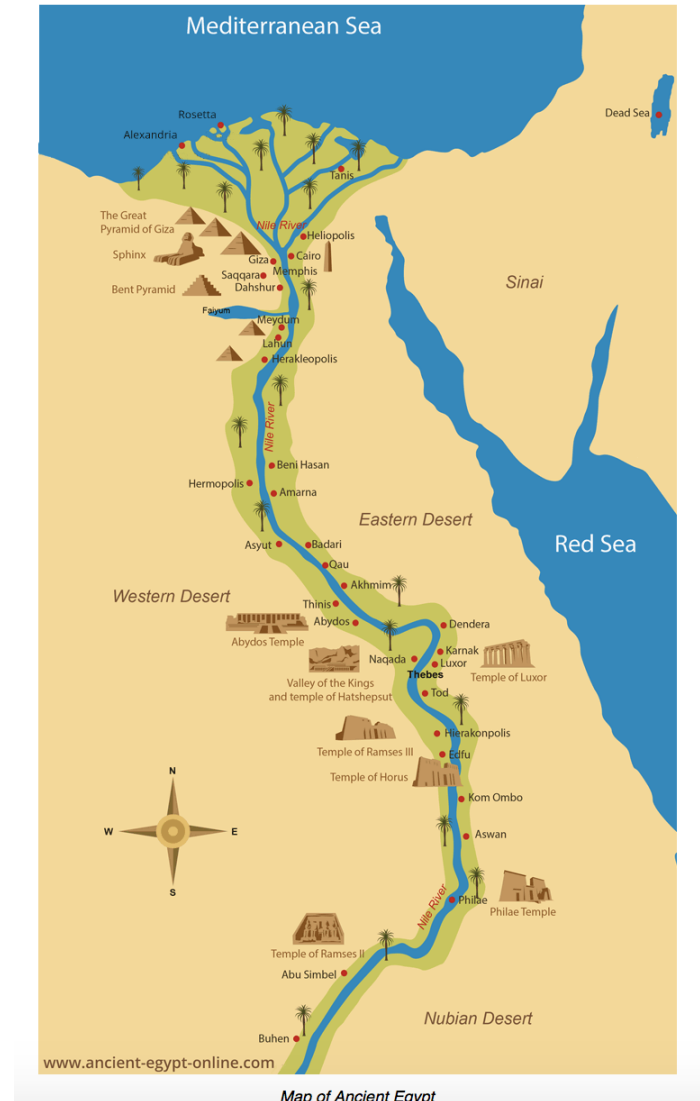 Mediterranean Sea
Rosetta
Dead Sea
Alexandria
Tanis
The Great
Pyramid of Giza
Nile River
Heliopolis
Sphinx
Giza
Cairo
Memphis
Saqqara
Sinai
Bent Pyramid
Dahshur
Faiyum
Meydum
Lahun
Herakleopolis
Nile River
Beni Hasan
Hermopolis
Amarna
Eastern Desert
Asyut
Badari
Red Sea
Qau
Akhmim
Western Desert
Thinis
Abydos
Dendera
Abydos Temple
Karnak
Naqada
Luxor
Thebes
Temple of Luxor
Valley of the Kings
and temple of Hatshepsut
Tod
Hierakonpolis
Temple of Ramses III
Edfu
Temple of Horus
N
Kom Ombo
W
E
Aswan
S
Nile River
Philae
Philae Temple
Temple of Ramses II
Abu Simbel
Nubian Desert
Buhen
www.ancient-egypt-online.com
Map of Ancient Egypt